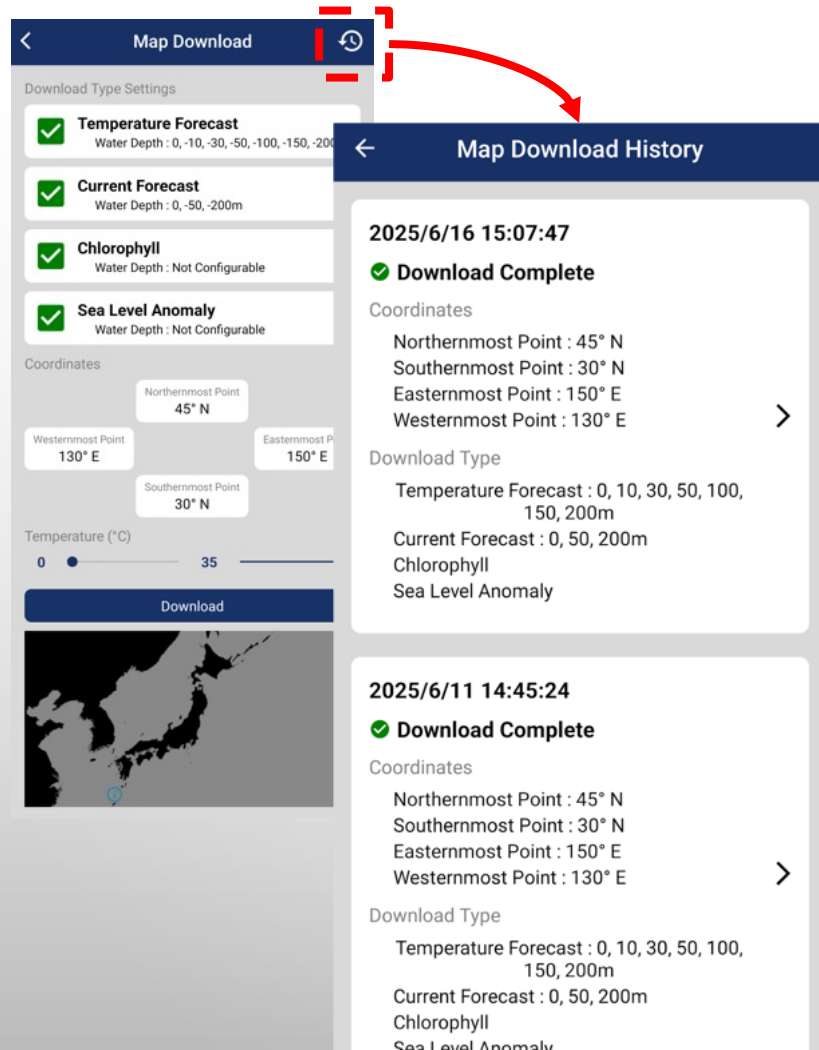 Map Download
Download Type Settings
Temperature Forecast
Water Depth : 0, -10, -30, -50, -100, -150, -200
Current Forecast
Water Depth : 0, -50, -200m
Chlorophyll
Water Depth : Not Configurable
Sea Level Anomaly
Water Depth : Not Configurable
Coordinates
Northernmost Point
45° N
Westernmost Point
130° E
Easternmost P
150° E
Southernmost Point
30° N
Temperature (°C)
0
35
Download
Map Download History
2025/6/16 15:07:47
Download Complete
Coordinates
Northernmost Point : 45° N
Southernmost Point : 30° N
Easternmost Point : 150° E
Westernmost Point : 130° E
Download Type
Temperature Forecast : 0, 10, 30, 50, 100,
150, 200m
Current Forecast : 0, 50, 200m
Chlorophyll
Sea Level Anomaly
2025/6/11 14:45:24
Download Complete
Coordinates
Northernmost Point : 45° N
Southernmost Point : 30° N
Easternmost Point : 150° E
Westernmost Point : 130° E
Download Type
Temperature Forecast : 0, 10, 30, 50, 100,
150, 200m
Current Forecast : 0, 50, 200m
Chlorophyll
Sea Level Anomaly